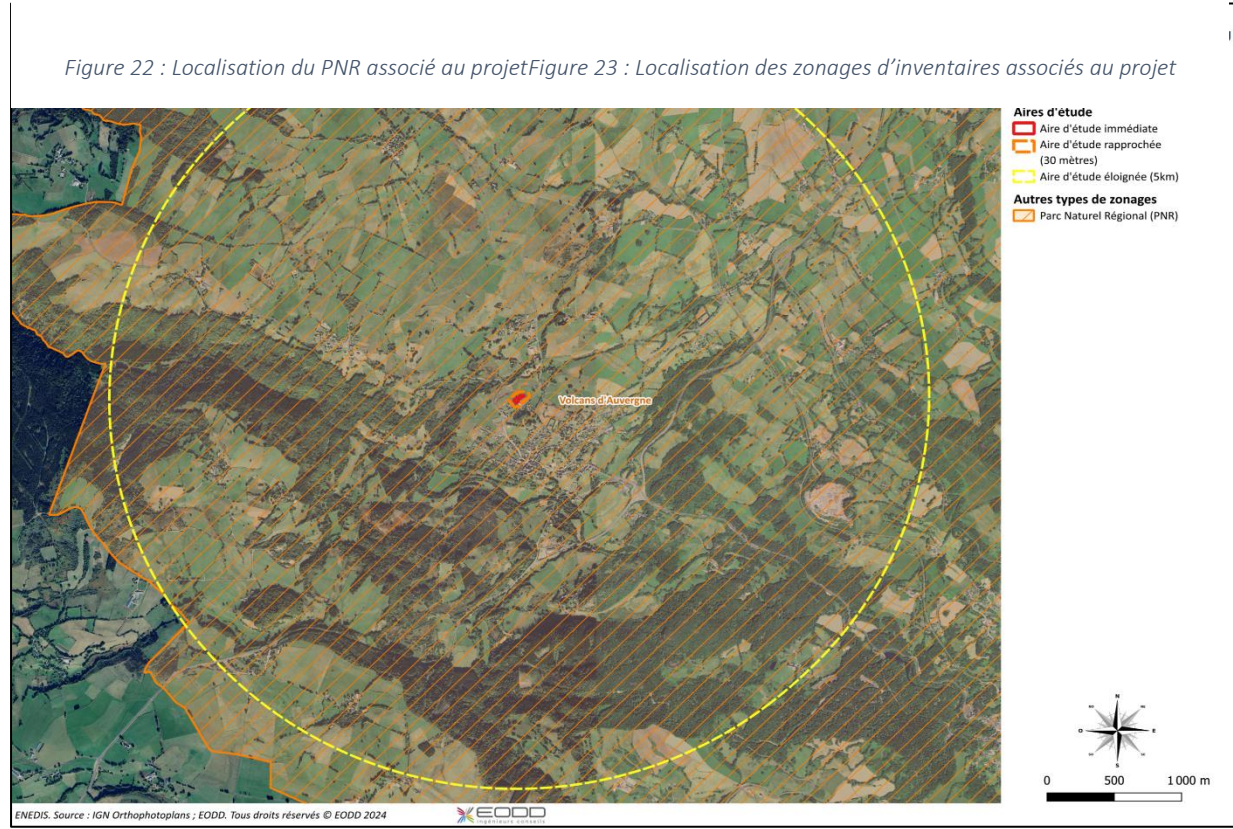 Figure 22 : Localisation du PNR associé au projetFigure 23 : Localisation des zonages d’inventaires associés au projet
Aires d'étude
Aire d'étude immédiate
Aire d'étude rapprochée
(30 mètres)
Aire d'étude éloignée (5km)
Autres types de zonages
Parc Naturel Régional (PNR)
Volcans d'Auvergne
N
O
E
S
0 500 1 000 m
ENEDIS. Source : IGN Orthophotoplans ; EODD. Tous droits réservés © EODD 2024
EODD
ingénieurs conseils